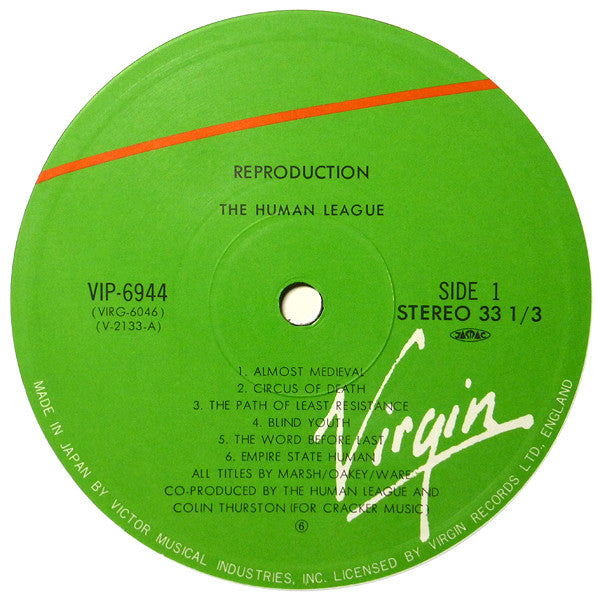 REPRODUCTION
THE HUMAN LEAGUE
VIP-6944
(VIRG-6046)
(V-2133-A)
SIDE 1
STEREO 33 1/3
JASRAC
1. ALMOST MEDIEVAL
2. CIRCUS OF DEATH
3. THE PATH OF LEAST RESISTANCE
4. BLIND YOUTH
5. THE WORD BEFORE LAST
6. EMPIRE STATE HUMAN
ALL TITLES BY MARSH/OAKEY/WARE
CO-PRODUCED BY THE HUMAN LEAGUE AND
COLIN THURSTON (FOR CRACKER MUSIC)
⑥
Virgin
MADE IN JAPAN BY VICTOR MUSICAL INDUSTRIES, INC. LICENSED BY VIRGIN RECORDS LTD, ENGLAND